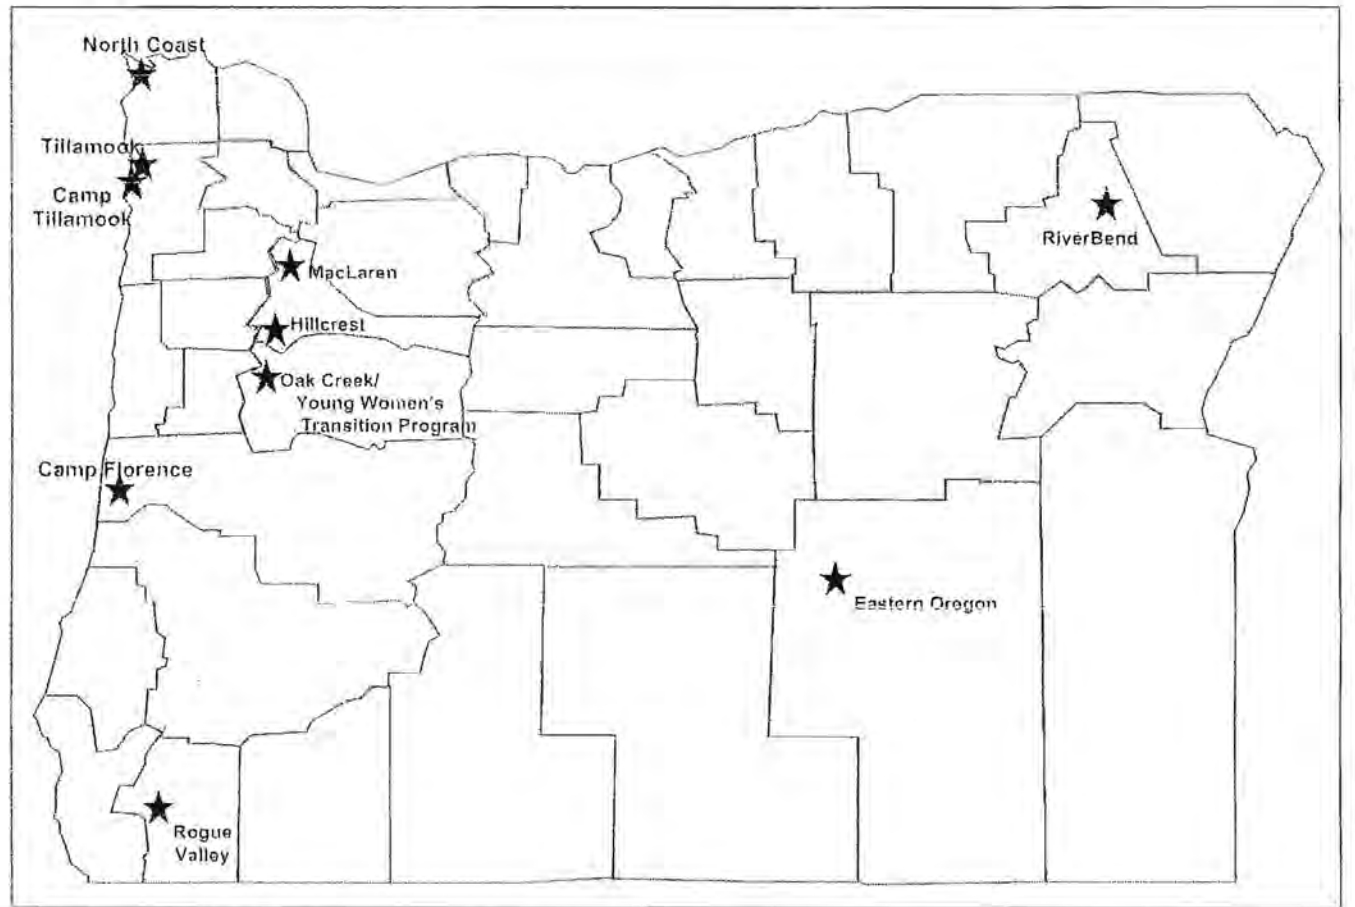 North Coast
Tillamook
Camp
Tillamook
RiverBend
MacLaren
Hillcrest
Oak Creek/
Young Women's
Transition Program
Camp Florence
Eastern Oregon
Rogue
Valley